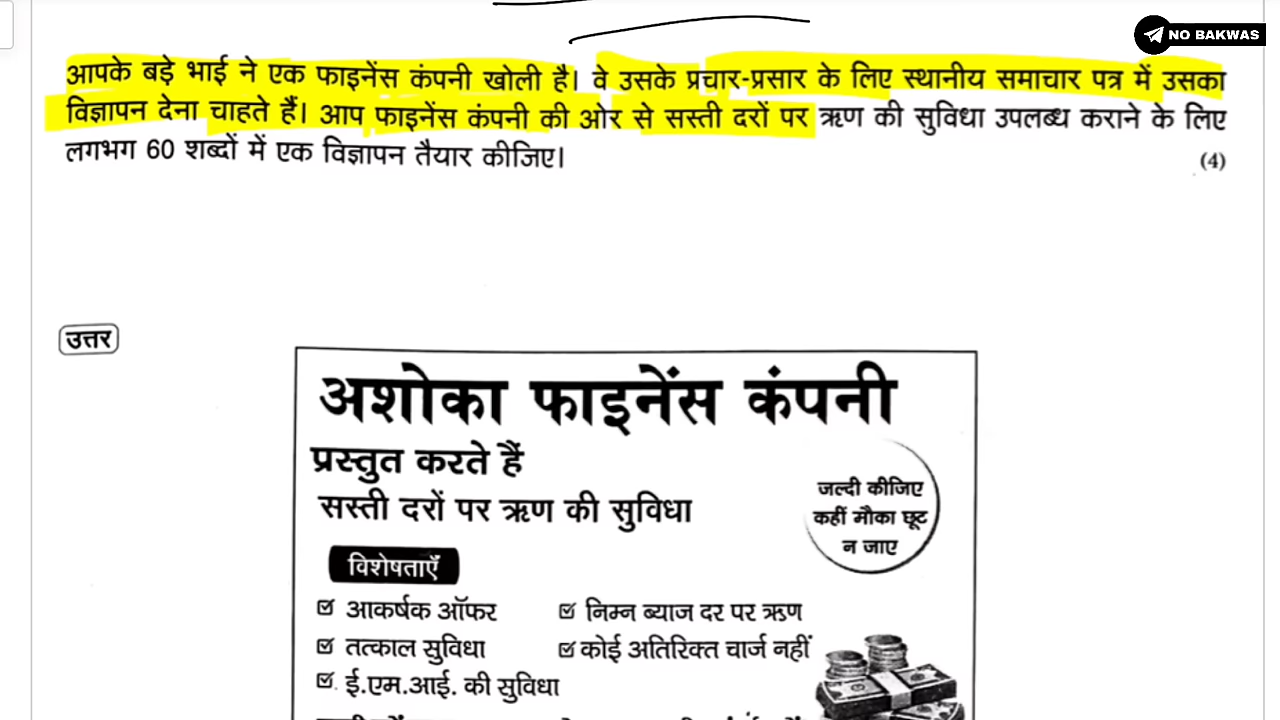 NO BAKWAS
आपके बड़े भाई ने एक फाइनेंस कंपनी खोली है। वे उसके प्रचार-प्रसार के लिए स्थानीय समाचार पत्र में उसका
विज्ञापन देना चाहते हैं। आप फाइनेंस कंपनी की ओर से सस्ती दरों पर ऋण की सुविधा उपलब्ध कराने के लिए
लगभग 60 शब्दों में एक विज्ञापन तैयार कीजिए।
(4)
उत्तर
अशोका फाइनेंस कंपनी
प्रस्तुत करते हैं
सस्ती दरों पर ऋण की सुविधा
जल्दी कीजिए
कहीं मौका छूट
न जाए
विशेषताएँ
आकर्षक ऑफर
निम्न ब्याज दर पर ऋण
तत्काल सुविधा
कोई अतिरिक्त चार्ज नहीं
ई.एम.आई. की सुविधा